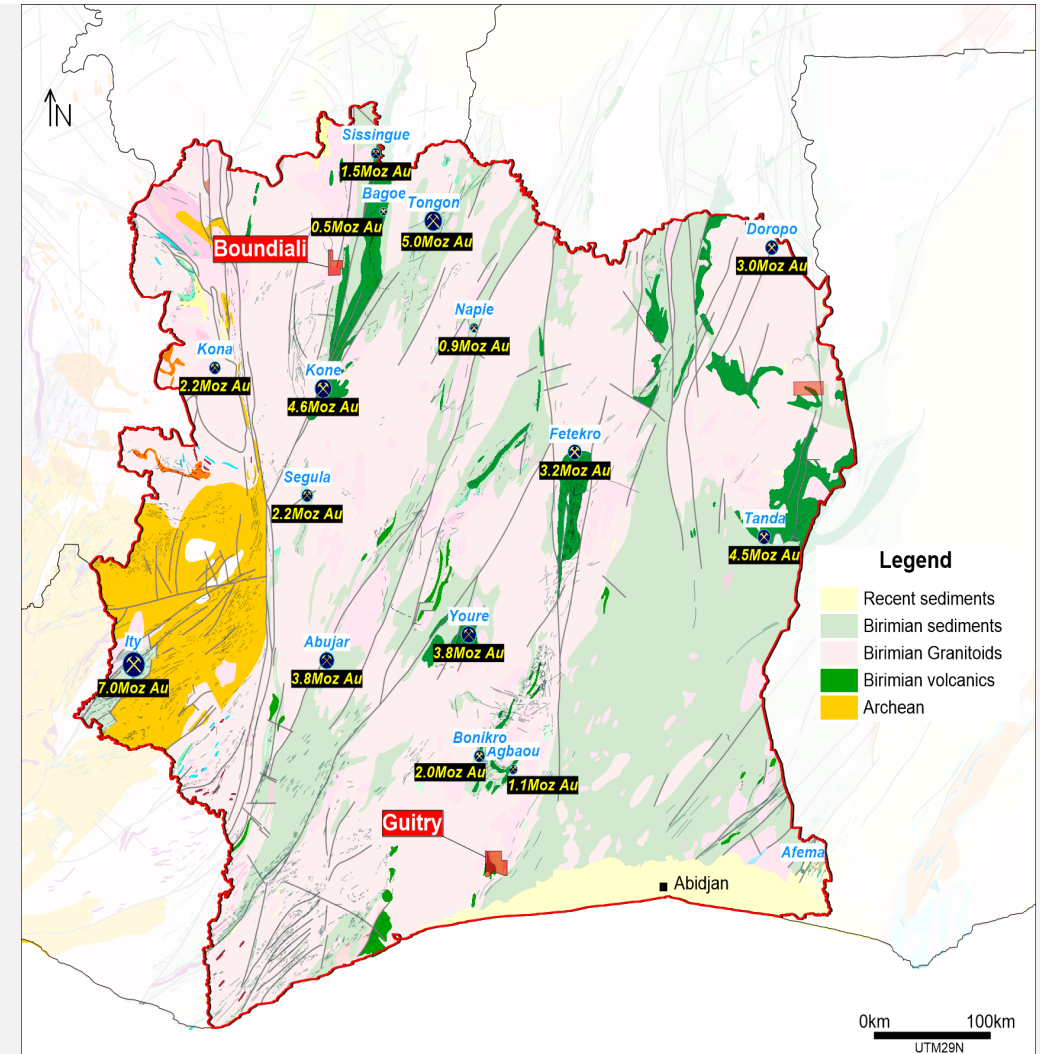 N
Sissingue
1.5Moz Au
Bagoe
0.5Moz Au
Tongon
5.0Moz Au
Boundiali
Doropo
3.0Moz Au
Napie
0.9Moz Au
Kona
2.2Moz Au
Kone
4.6Moz Au
Fetekro
3.2Moz Au
Segula
2.2Moz Au
Tanda
4.5Moz Au
Legend
Recent sediments
Birimian sediments
Birimian Granitoids
Birimian volcanics
Archean
Ity
7.0Moz Au
Abujar
3.8Moz Au
Youre
3.8Moz Au
Bonikro
2.0Moz Au
Agbaou
1.1Moz Au
Guitry
Afema
Abidjan
0km 100km
UTM29N